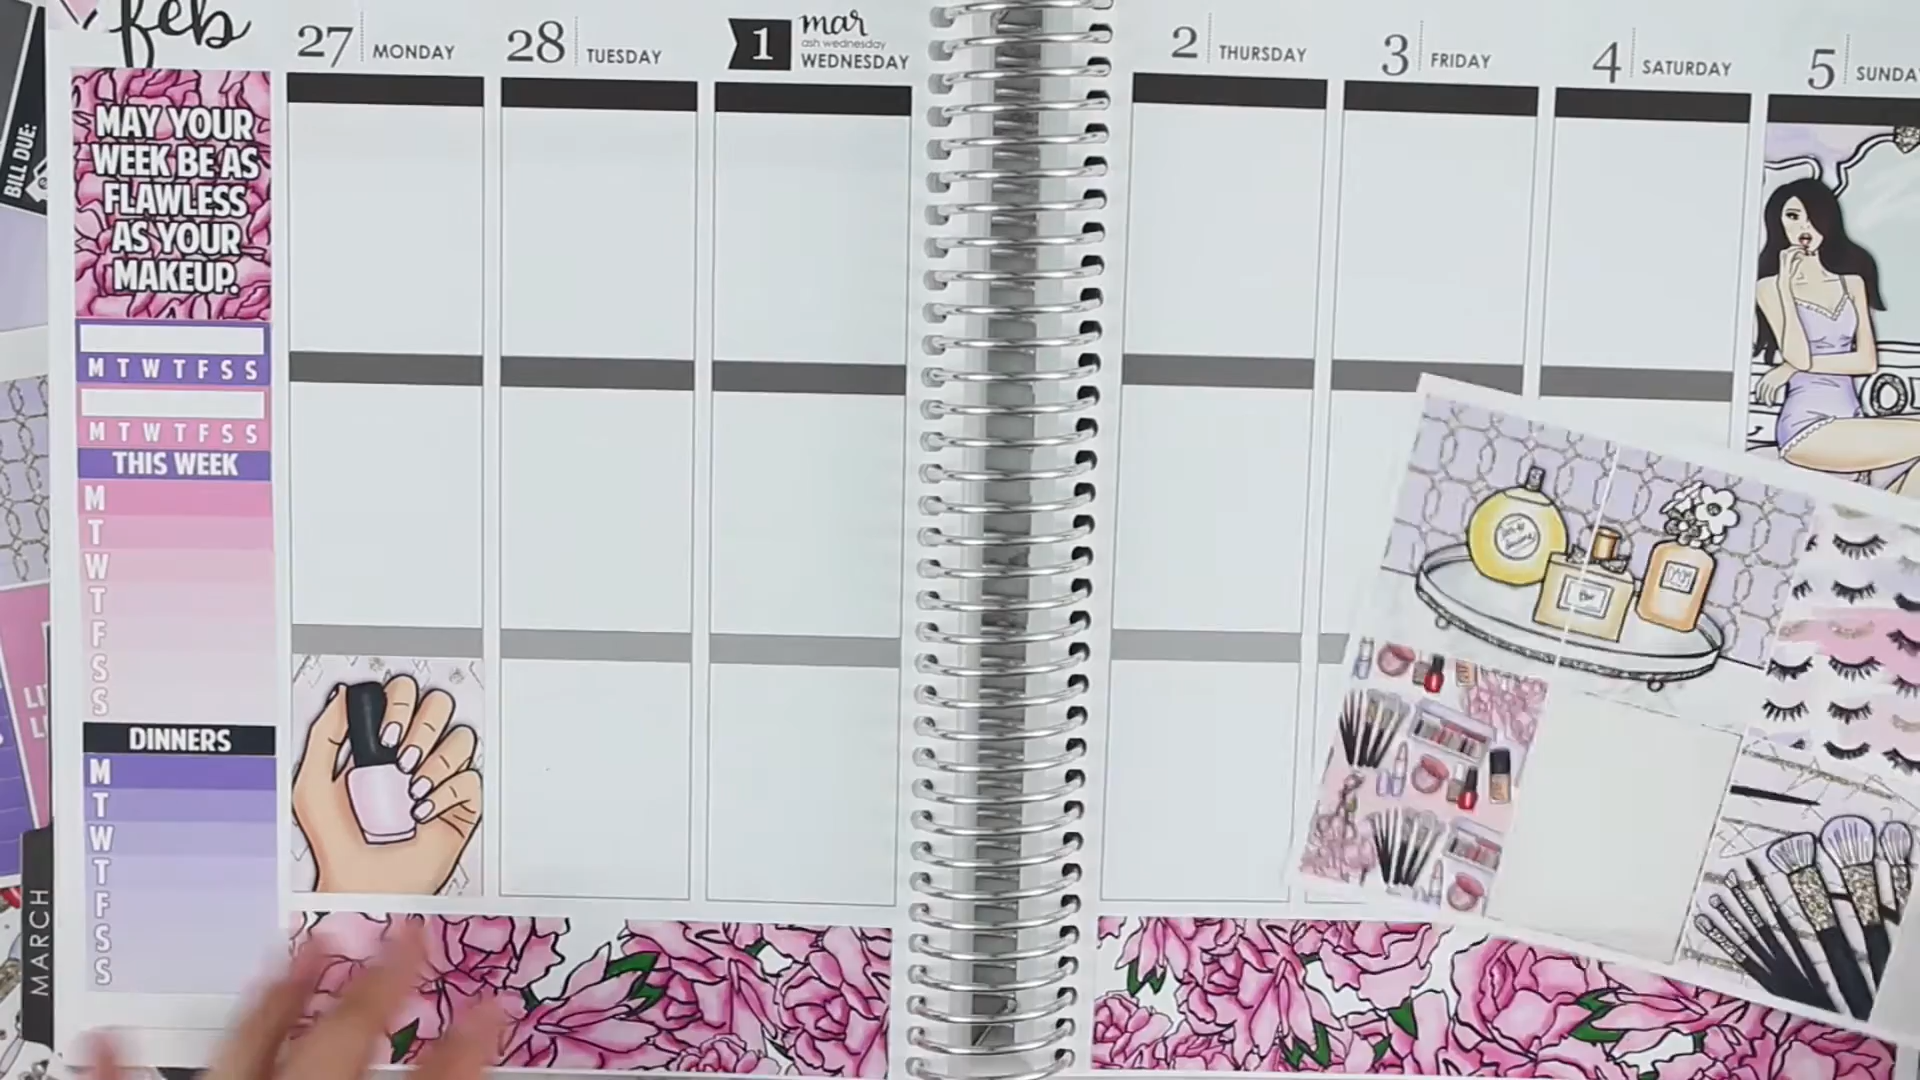 feb
27 MONDAY
28 TUESDAY
1 mar
ash wednesday
WEDNESDAY
2 THURSDAY
3 FRIDAY
4 SATURDAY
5 SUNDA
BILL DUE:
MAY YOUR
WEEK BE AS
FLAWLESS
AS YOUR
MAKEUP.
M T W T F S S
M T W T F S S
THIS WEEK
M
T
W
T
F
S
S
DINNERS
M
T
W
T
F
S
S
MARCH